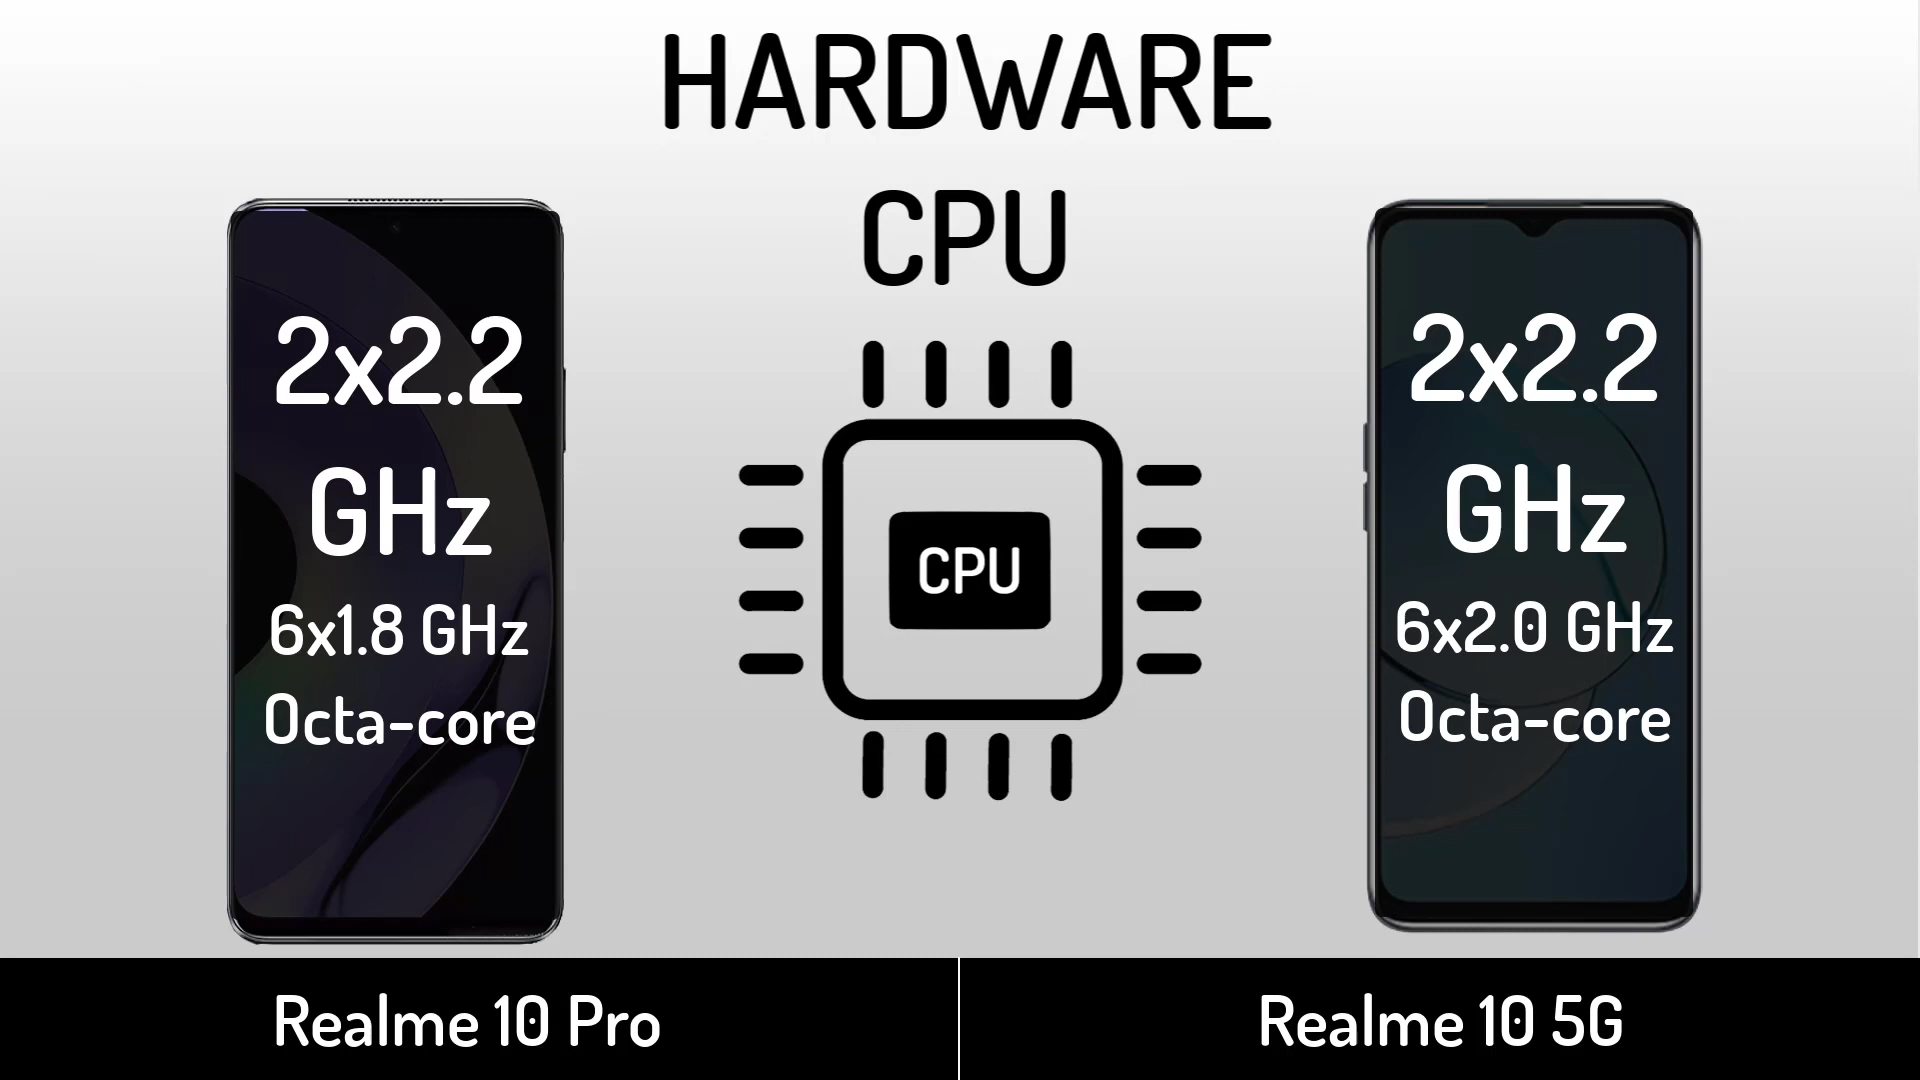 HARDWARE
CPU
2x2.2
GHz
6x1.8 GHz
Octa-core
CPU
2x2.2
GHz
6x2.0 GHz
Octa-core
Realme 10 Pro
Realme 10 5G